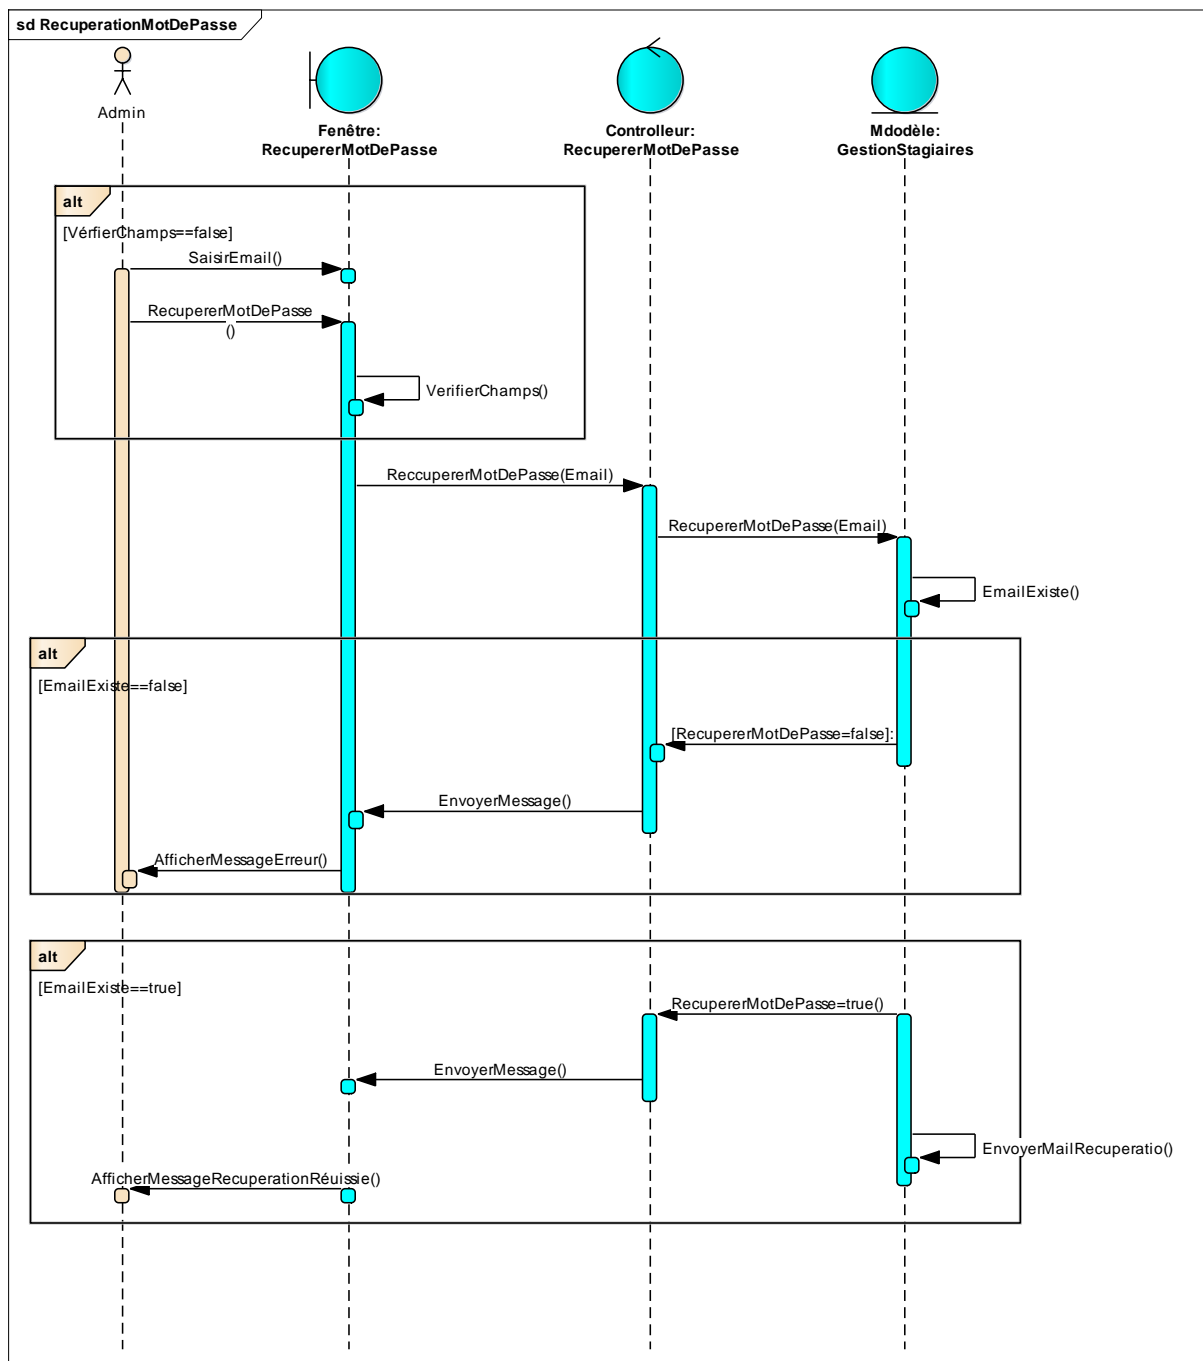 sd RecuperationMotDePasse
Admin
Fenêtre:
RecupererMotDePasse
Controlleur:
RecupererMotDePasse
Mdodèle:
GestionStagiaires
alt
[VérfierChamps==false]
SaisirEmail()
RecupererMotDePasse
()
VerifierChamps()
ReccupererMotDePasse(Email)
RecupererMotDePasse(Email)
EmailExiste()
alt
[EmailExiste==false]
[RecupererMotDePasse=false]:
EnvoyerMessage()
AfficherMessageErreur()
alt
[EmailExiste==true]
RecupererMotDePasse=true()
EnvoyerMessage()
EnvoyerMailRecuperatio()
AfficherMessageRecuperationRéuissie()